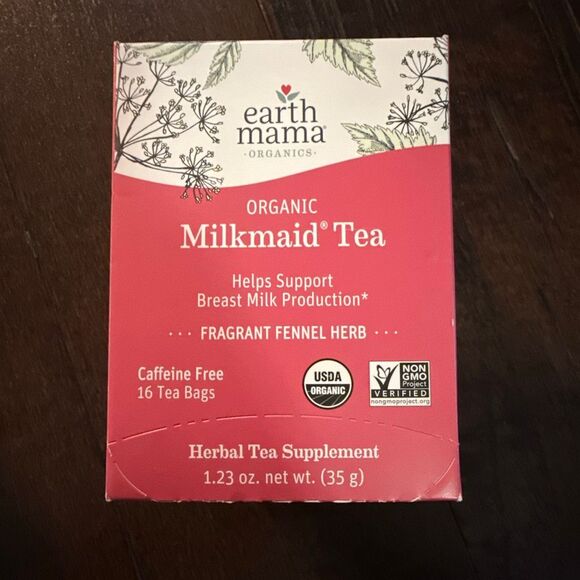 earth
mama®
·ORGANICS·
ORGANIC
Milkmaid® Tea
Helps Support
Breast Milk Production*
··· FRAGRANT FENNEL HERB ···
Caffeine Free
16 Tea Bags
USDA
ORGANIC
NON
GMO
Project
VERIFIED
nongmoproject.org
Herbal Tea Supplement
1.23 oz. net wt. (35 g)